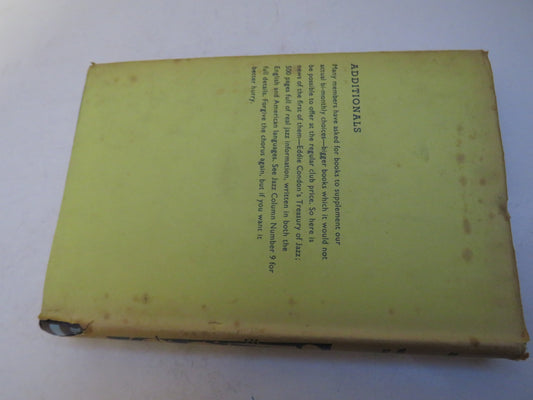 ADDITIONALS
Many members have asked for books to supplement our
actual bi-monthly choices—bigger books which it would not
be possible to offer at the regular club price. So here is
news of the first of them—Eddie Condon's Treasury of Jazz;
500 pages full of real jazz information, written in both the
English and American languages. See Jazz Column Number 9 for
full details. Forgive the chorus again, but if you want it
better hurry.